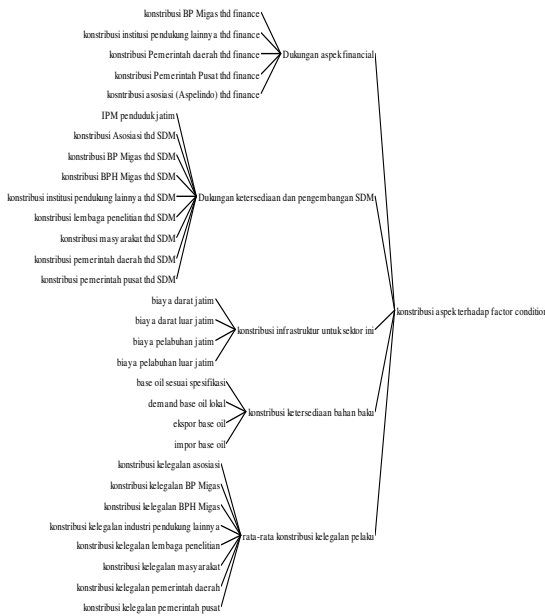 konstribusi BP Migas thd finance
konstribusi institusi pendukung lainnya thd finance
konstribusi Pemerintah daerah thd finance
konstribusi Pemerintah Pusat thd finance
kosntribusi asosiasi (Aspelindo) thd finance
Dukungan aspek financial
IPM penduduk jatim
konstribusi Asosiasi thd SDM
konstribusi BP Migas thd SDM
konstribusi BPH Migas thd SDM
konstribusi institusi pendukung lainnya thd SDM
konstribusi lembaga penelitian thd SDM
konstribusi masyarakat thd SDM
konstribusi pemerintah daerah thd SDM
konstribusi pemerintah pusat thd SDM
Dukungan ketersediaan dan pengembangan SDM
biaya darat jatim
biaya darat luar jatim
biaya pelabuhan jatim
biaya pelabuhan luar jatim
konstribusi infrastruktur untuk sektor ini
base oil sesuai spesifikasi
demand base oil lokal
ekspor base oil
impor base oil
konstribusi ketersediaan bahan baku
konstribusi kelegalan asosiasi
konstribusi kelegalan BP Migas
konstribusi kelegalan BPH Migas
konstribusi kelegalan industri pendukung lainnya
konstribusi kelegalan lembaga penelitian
konstribusi kelegalan masyarakat
konstribusi kelegalan pemerintah daerah
konstribusi kelegalan pemerintah pusat
rata-rata konstribusi kelegalan pelaku
konstribusi aspek terhadap factor condition